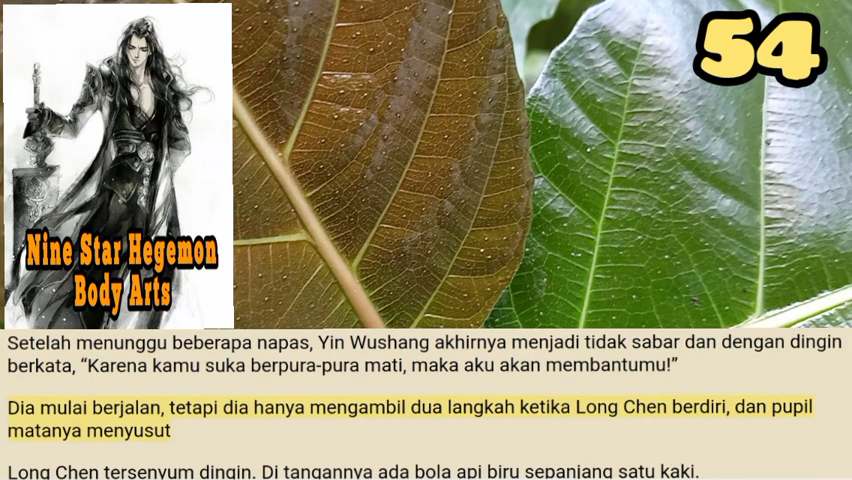 54
Nine Star Hegemon
Body Arts
Setelah menunggu beberapa napas, Yin Wushang akhirnya menjadi tidak sabar dan dengan dingin
berkata, “Karena kamu suka berpura-pura mati, maka aku akan membantumu!”
Dia mulai berjalan, tetapi dia hanya mengambil dua langkah ketika Long Chen berdiri, dan pupil
matanya menyusut
Long Chen tersenyum dingin. Di tangannya ada bola api biru sepanjang satu kaki.